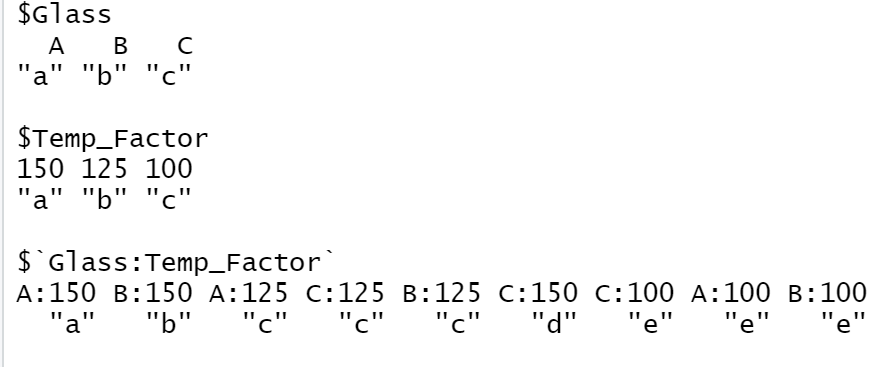 $Glass
  A   B   C
"a" "b" "c"

$Temp_Factor
150 125 100
"a" "b" "c"

$`Glass:Temp_Factor`
A:150 B:150 A:125 C:125 B:125 C:150 C:100 A:100 B:100
  "a"   "b"   "c"   "c"   "c"   "d"   "e"   "e"   "e"